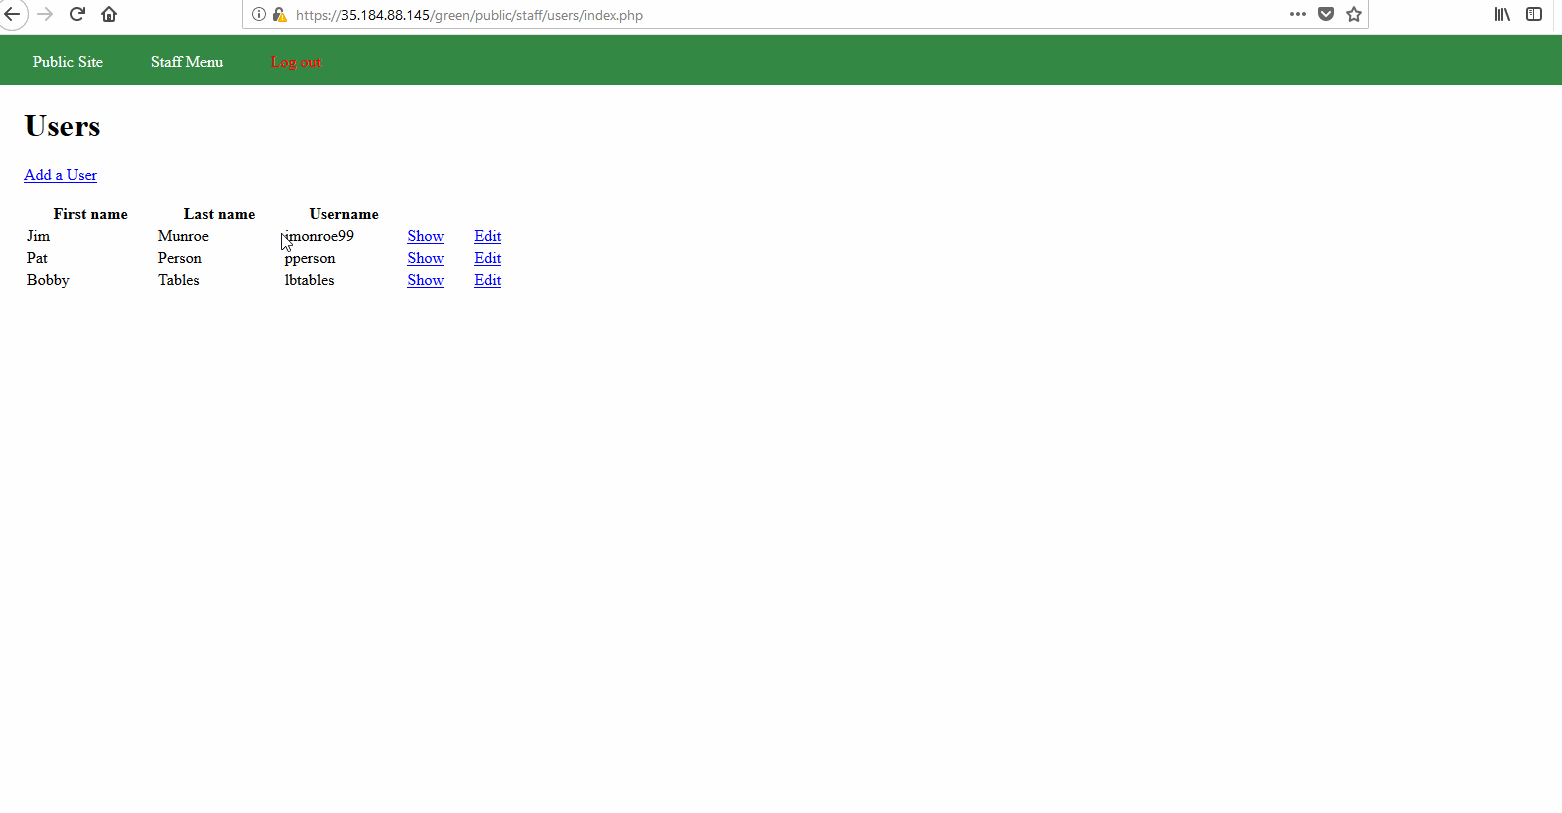 https://35.184.88.145/green/public/staff/users/index.php
Public Site Staff Menu Log out
Users
Add a User
First name Last name Username
Jim Munroe jmonroe99 Show Edit
Pat Person pperson Show Edit
Bobby Tables lbtables Show Edit